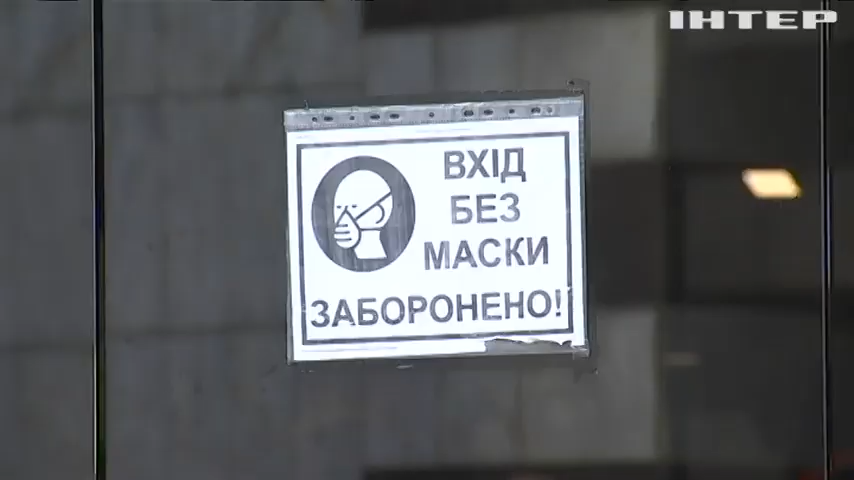 ІНТЕР
ВХІД
БЕЗ
МАСКИ
ЗАБОРОНЕНО!